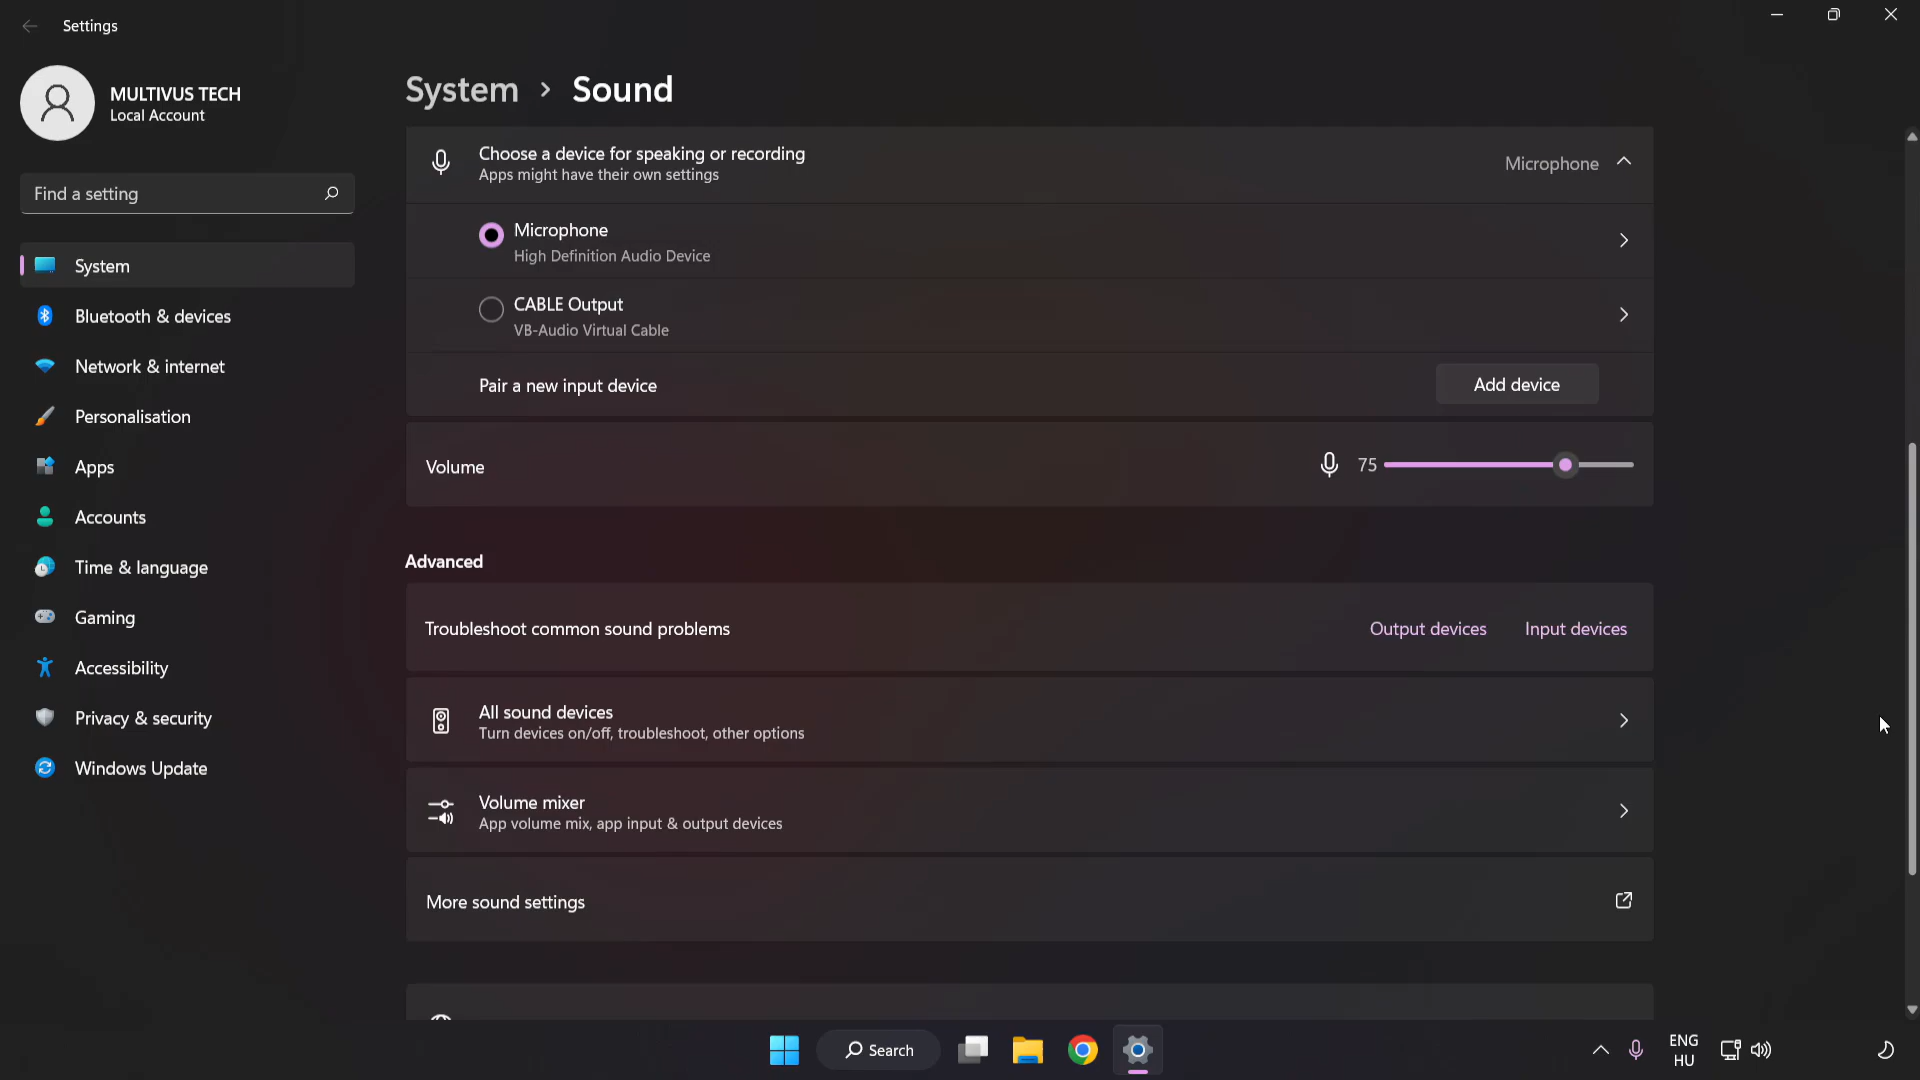 Settings
MULTIVUS TECH
Local Account
Find a setting
System
Bluetooth & devices
Network & internet
Personalisation
Apps
Accounts
Time & language
Gaming
Accessibility
Privacy & security
Windows Update
System > Sound
Choose a device for speaking or recording
Apps might have their own settings
Microphone
Microphone
High Definition Audio Device
CABLE Output
VB-Audio Virtual Cable
Pair a new input device
Add device
Volume
75
Advanced
Troubleshoot common sound problems
Output devices
Input devices
All sound devices
Turn devices on/off, troubleshoot, other options
Volume mixer
App volume mix, app input & output devices
More sound settings
Search
ENG
HU